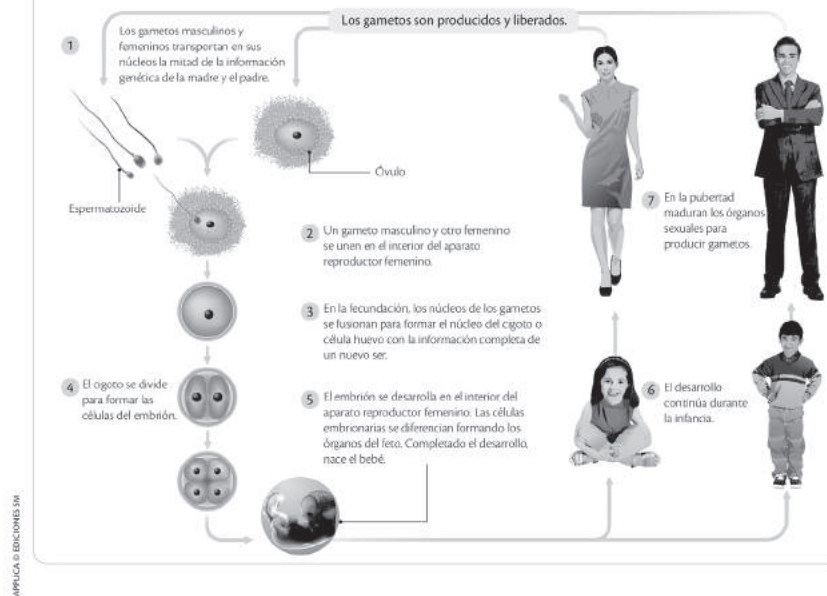 Los gametos son producidos y liberados.
1
Los gametos masculinos y
femeninos transportan en sus
núcleos la mitad de la información
genética de la madre y el padre.
Óvulo
Espermatozoide
2 Un gameto masculino y otro femenino
se unen en el interior del aparato
reproductor femenino.
3 En la fecundación, los núcleos de los gametos
se fusionan para formar el núcleo del cigoto o
célula huevo con la información completa de
un nuevo ser.
4 El cigoto se divide
para formar las
células del embrión.
5 El embrión se desarrolla en el interior del
aparato reproductor femenino. Las células
embrionarias se diferencian formando los
órganos del feto. Completado el desarrollo,
nace el bebé.
6 El desarrollo
continúa durante
la infancia.
7 En la pubertad
maduran los órganos
sexuales para
producir gametos.
APPLICA © EDICIONES SM